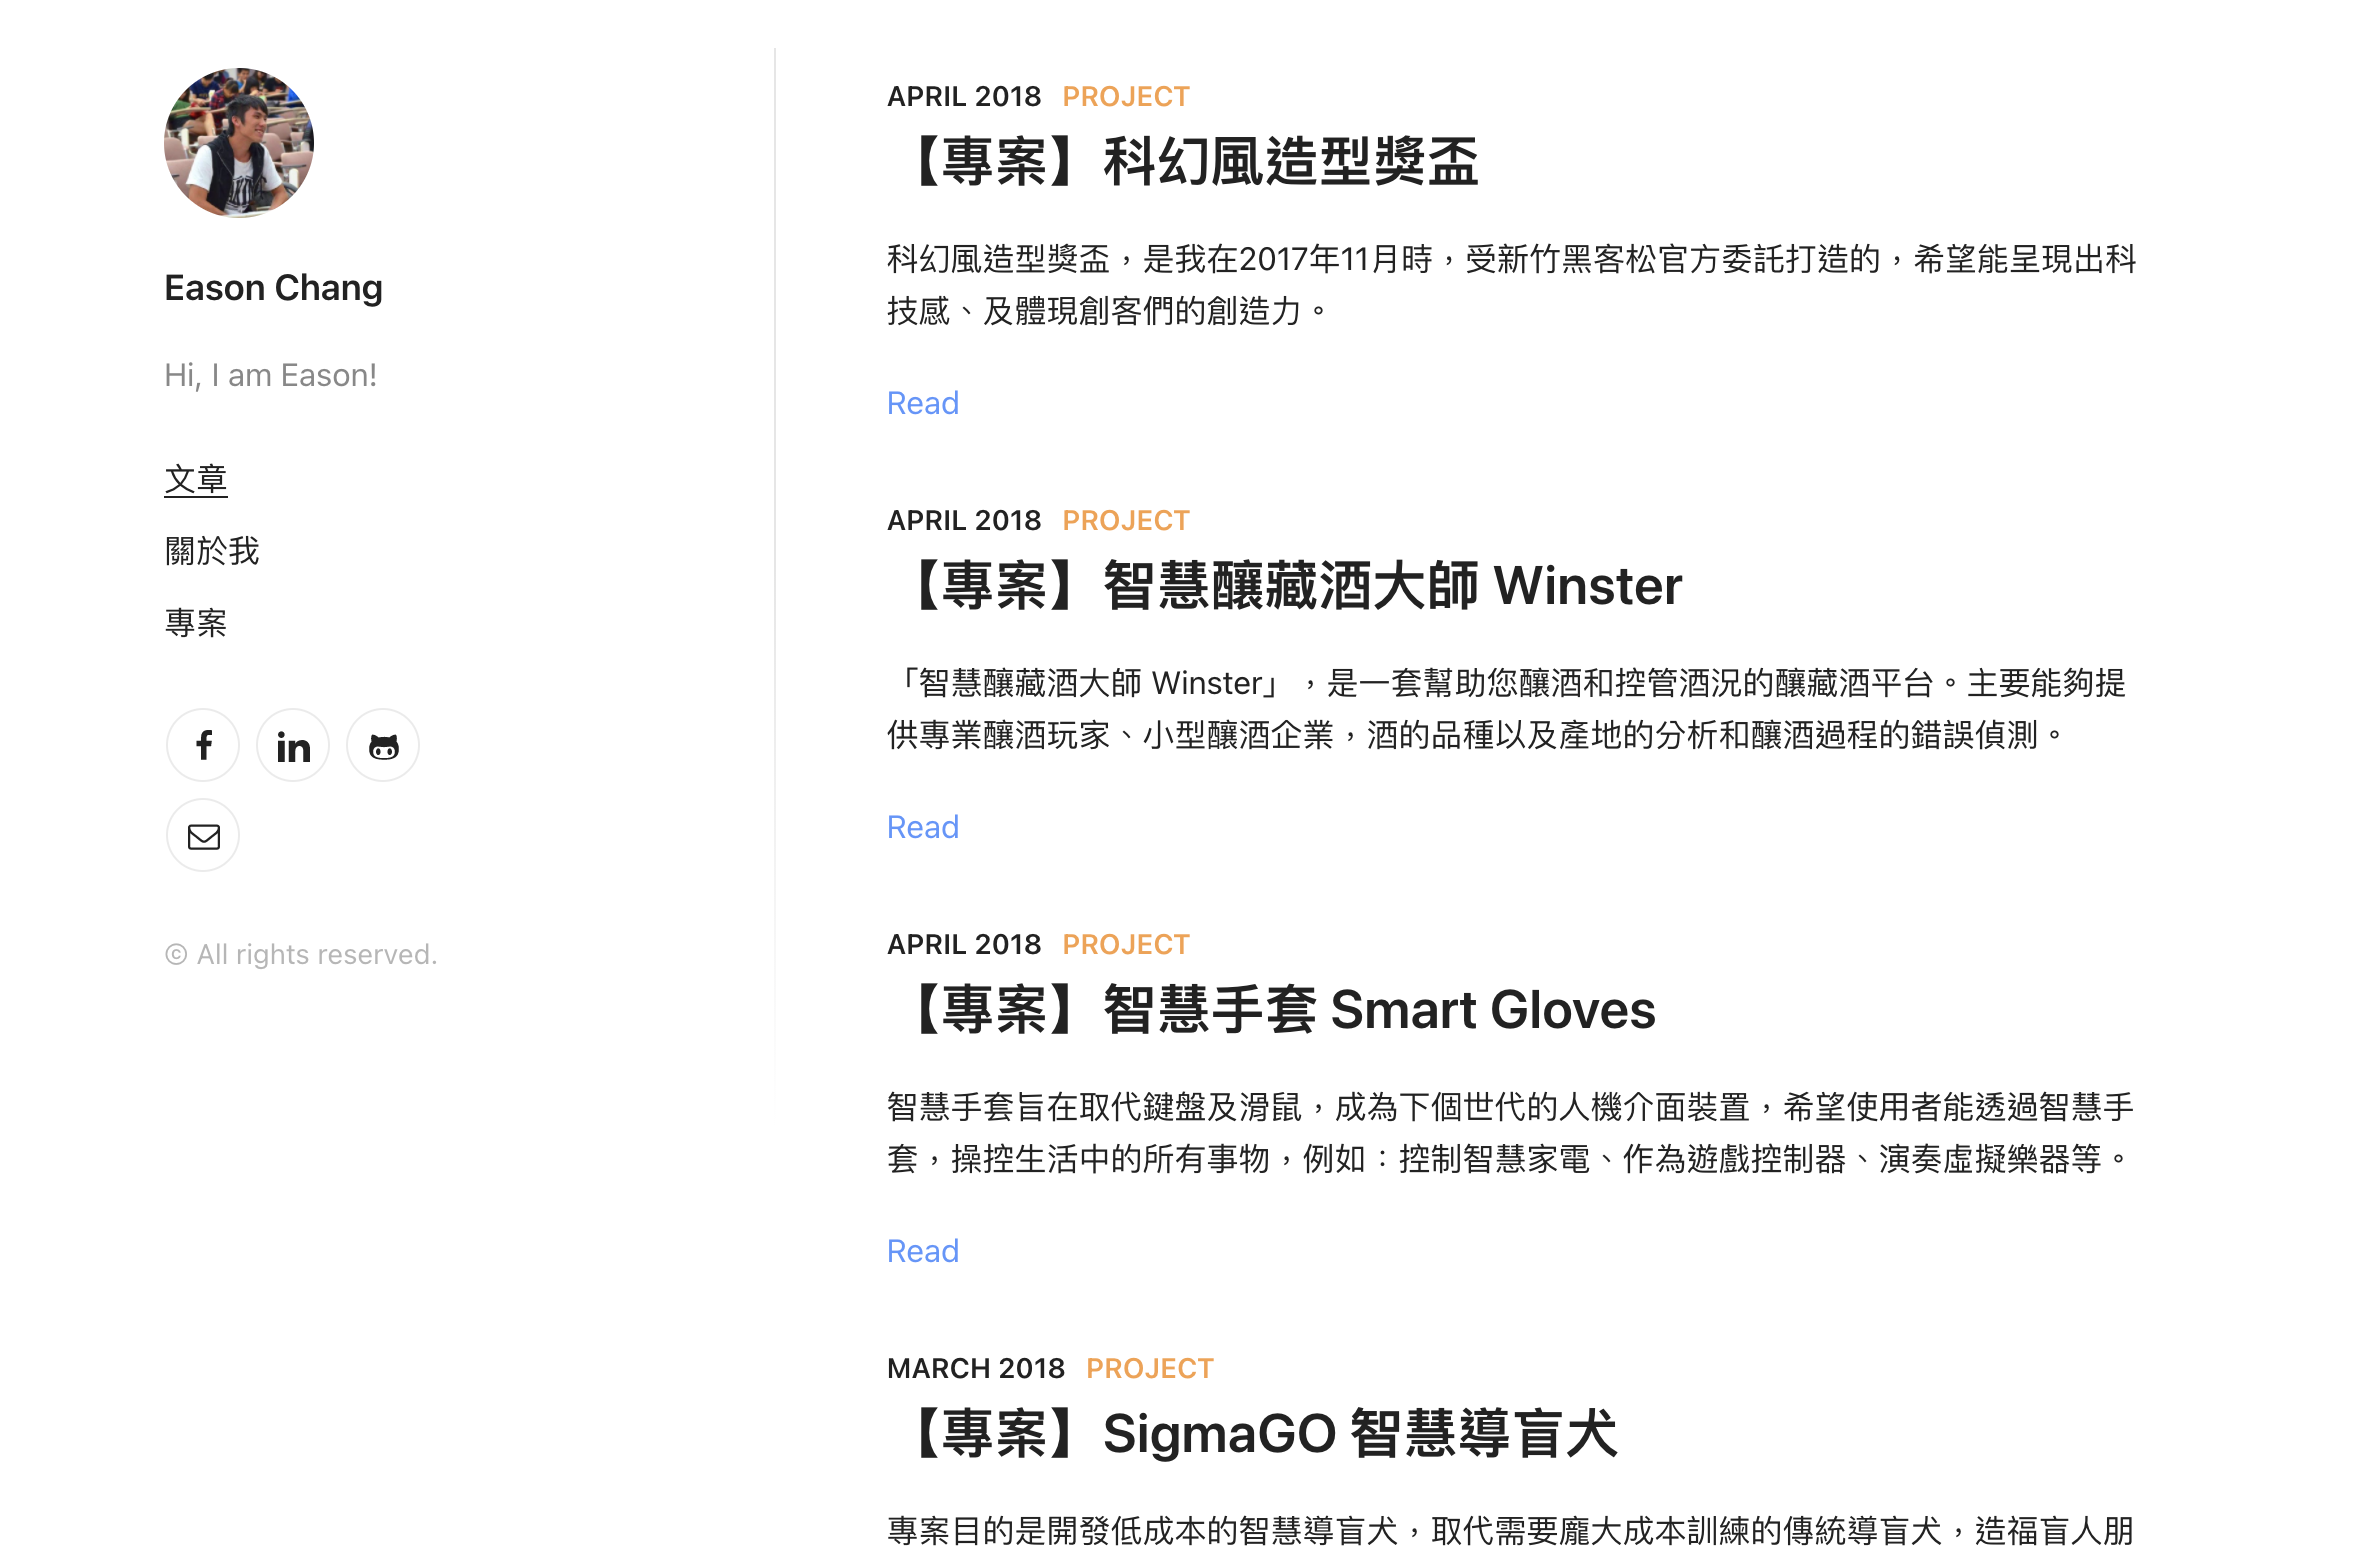 Eason Chang
Hi, I am Eason!
文章
關於我
專案
© All rights reserved.
APRIL 2018 PROJECT
【專案】科幻風造型獎盃
科幻風造型獎盃，是我在2017年11月時，受新竹黑客松官方委託打造的，希望能呈現出科
技感、及體現創客們的創造力。
Read
APRIL 2018 PROJECT
【專案】智慧釀藏酒大師 Winster
「智慧釀藏酒大師 Winster」，是一套幫助您釀酒和控管酒況的釀藏酒平台。主要能夠提
供專業釀酒玩家、小型釀酒企業，酒的品種以及產地的分析和釀酒過程的錯誤偵測。
Read
APRIL 2018 PROJECT
【專案】智慧手套 Smart Gloves
智慧手套旨在取代鍵盤及滑鼠，成為下個世代的人機介面裝置，希望使用者能透過智慧手
套，操控生活中的所有事物，例如：控制智慧家電、作為遊戲控制器、演奏虛擬樂器等。
Read
MARCH 2018 PROJECT
【專案】SigmaGO 智慧導盲犬
專案目的是開發低成本的智慧導盲犬，取代需要龐大成本訓練的傳統導盲犬，造福盲人朋